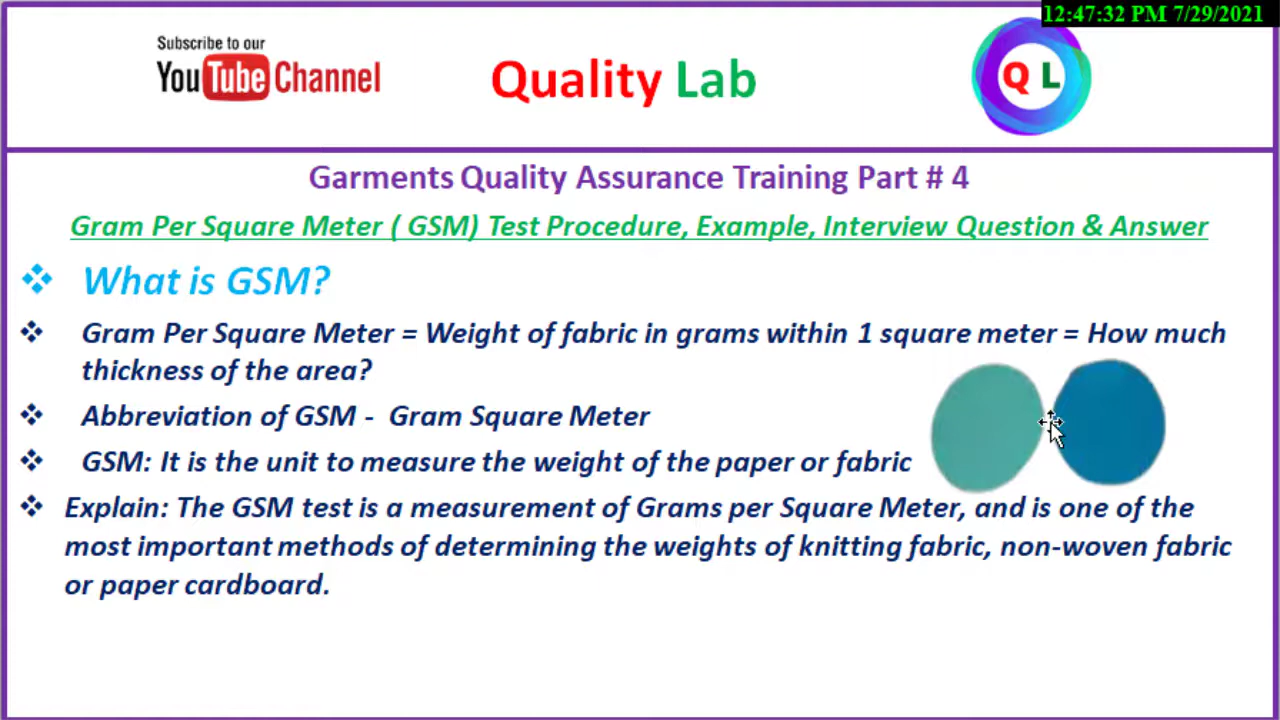 12:47:32 PM 7/29/2021
Subscribe to our
YouTube Channel
Quality Lab
Q L
Garments Quality Assurance Training Part # 4
Gram Per Square Meter ( GSM) Test Procedure, Example, Interview Question & Answer
What is GSM?
Gram Per Square Meter = Weight of fabric in grams within 1 square meter = How much
thickness of the area?
Abbreviation of GSM - Gram Square Meter
GSM: It is the unit to measure the weight of the paper or fabric
Explain: The GSM test is a measurement of Grams per Square Meter, and is one of the
most important methods of determining the weights of knitting fabric, non-woven fabric
or paper cardboard.